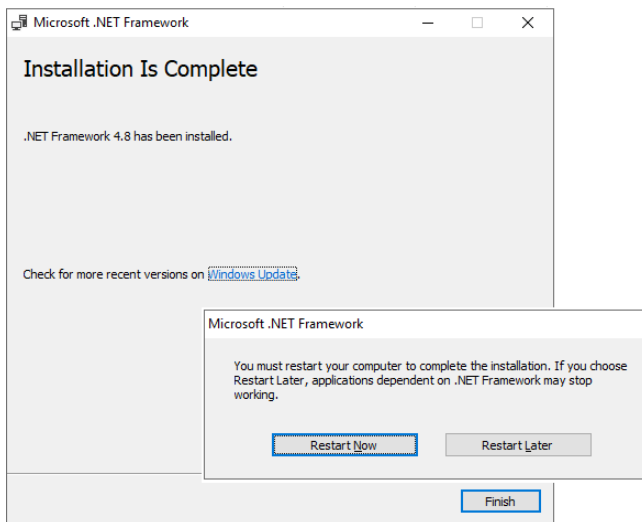 Microsoft .NET Framework
Installation Is Complete
.NET Framework 4.8 has been installed.
Check for more recent versions on Windows Update.
Microsoft .NET Framework
You must restart your computer to complete the installation. If you choose
Restart Later, applications dependent on .NET Framework may stop
working.
Restart Now
Restart Later
Finish